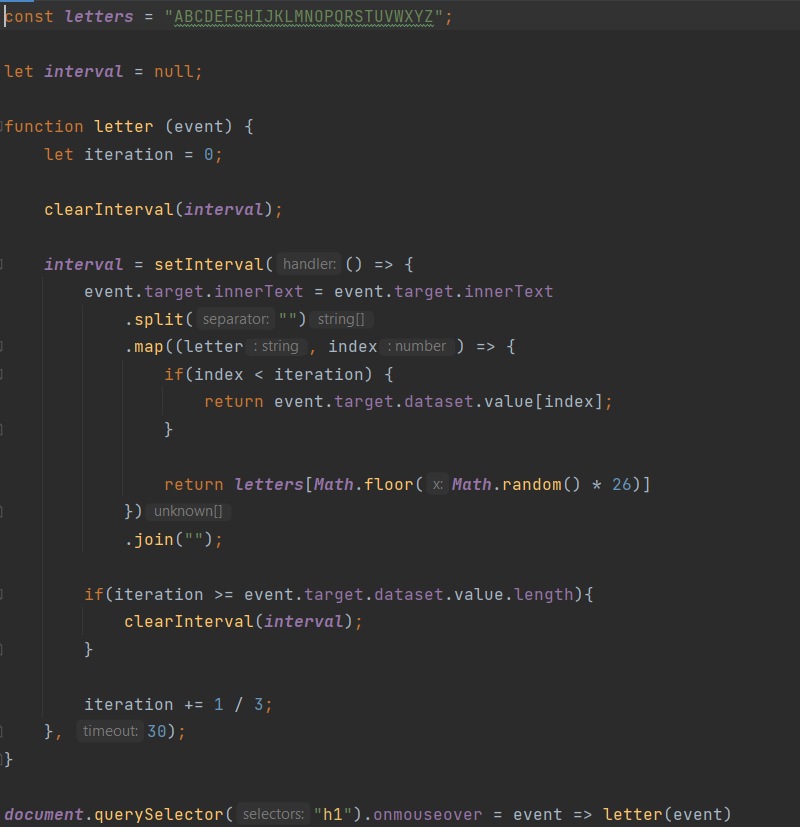 const letters = "ABCDEFGHIJKLMNOPQRSTUVWXYZ";
let interval = null;
function letter (event) {
let iteration = 0;
clearInterval(interval);
interval = setInterval( handler: () => {
event.target.innerText = event.target.innerText
.split( separator: "") string[]
.map((letter : string , index : number ) => {
if(index < iteration) {
return event.target.dataset.value[index];
}
return letters[Math.floor( x: Math.random() * 26)]
}) unknown[]
.join("");
if(iteration >= event.target.dataset.value.length){
clearInterval(interval);
}
iteration += 1 / 3;
}, timeout: 30);
}
document.querySelector( selectors: "h1").onmouseover = event => letter(event)